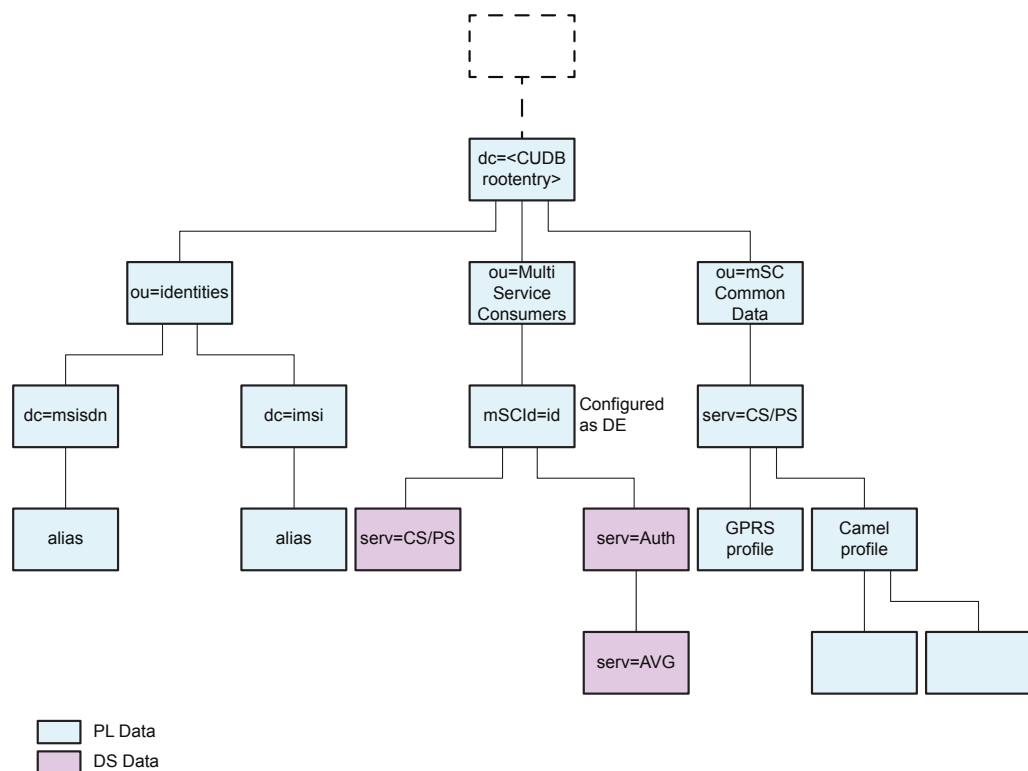 dc=<CUDB
rootentry>
ou=identities
ou=Multi
Service
Consumers
ou=mSC
Common
Data
dc=msisdn
dc=imsi
mSCId=id
Configured
as DE
serv=CS/PS
alias
alias
serv=CS/PS
serv=Auth
GPRS
profile
Camel
profile
serv=AVG
PL Data
DS Data